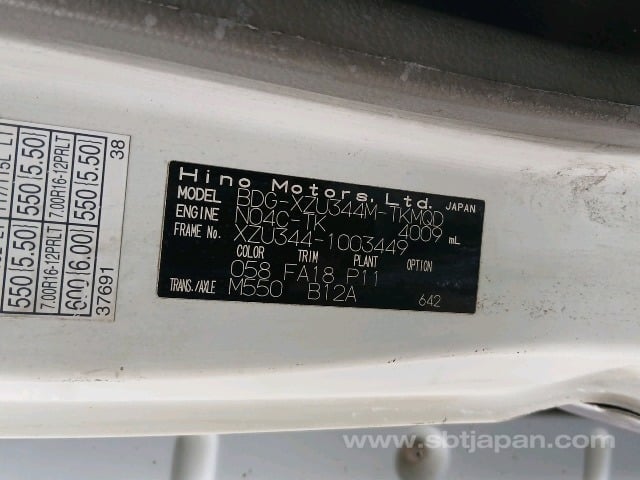 Hino Motors, Ltd. JAPAN
MODEL BDG-XZU344M-TKMQD
ENGINE N04C-TK 4009 mL
FRAME No. XZU344-1003449
COLOR TRIM PLANT OPTION
058 FA18 P11
TRANS./AXLE M550 B12A 642
550 (5.50) 550 (5.50)
7.00R16-12PRLT 7.00R16-12PRLT
600 (6.00) 550 (5.50)
37691 38
www.sbtjapan.com